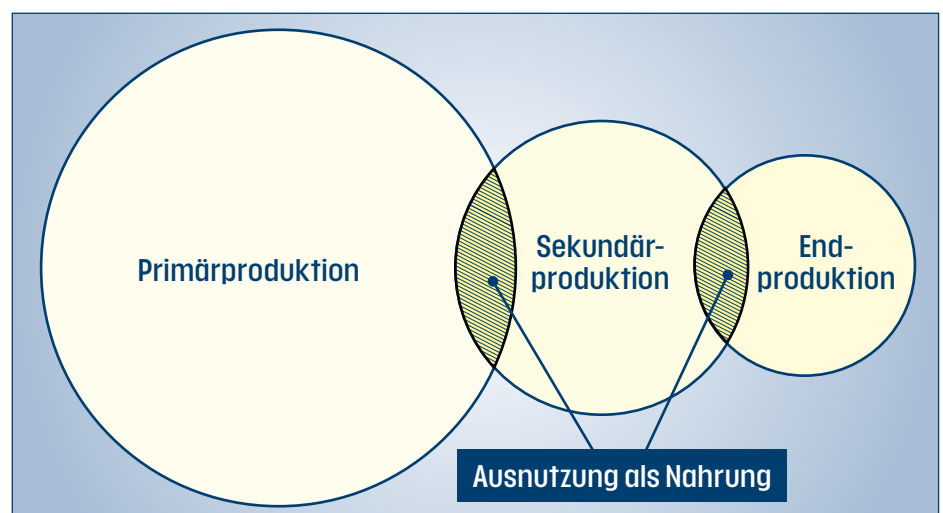 Primärproduktion
Sekundär-
produktion
End-
produktion
Ausnutzung als Nahrung